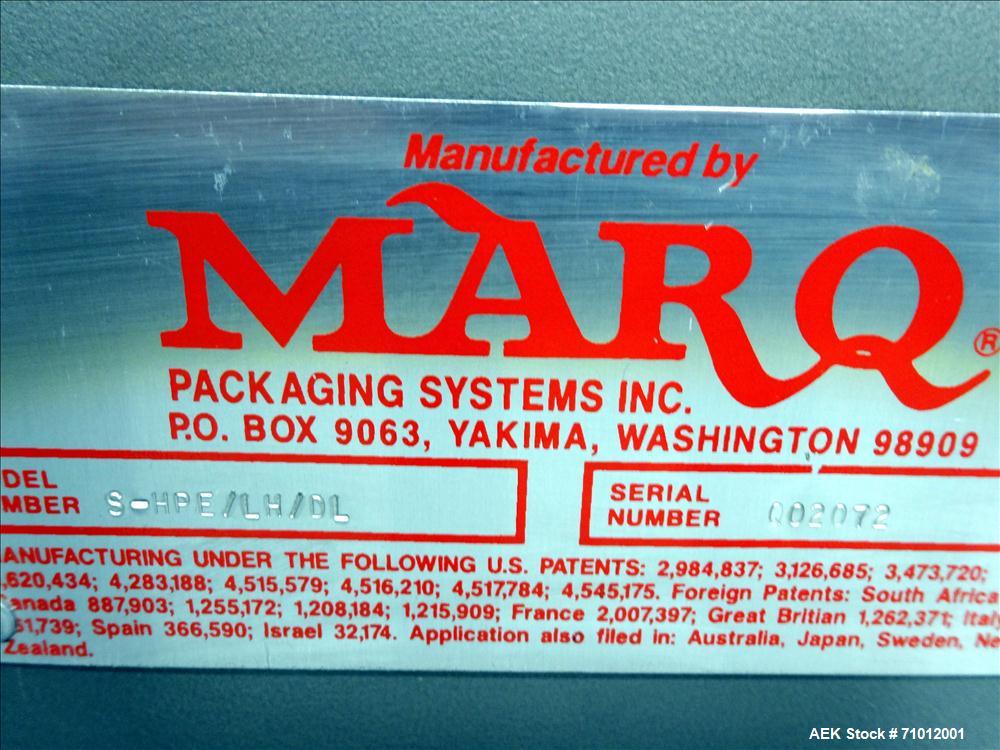 Manufactured by
MARQ®
PACKAGING SYSTEMS INC.
P.O. BOX 9063, YAKIMA, WASHINGTON 98909
DEL
MBER S-HPE/LH/DL
SERIAL
NUMBER Q02072
ANUFACTURING UNDER THE FOLLOWING U.S. PATENTS: 2,984,837; 3,126,685; 3,473,720;
,620,434; 4,283,188; 4,515,579; 4,516,210; 4,517,784; 4,545,175. Foreign Patents: South Africa
anada 887,903; 1,255,172; 1,208,184; 1,215,909; France 2,007,397; Great Britian 1,262,371; Italy
51,739; Spain 366,590; Israel 32,174. Application also filed in: Australia, Japan, Sweden, Ne
Zealand.
AEK Stock # 71012001